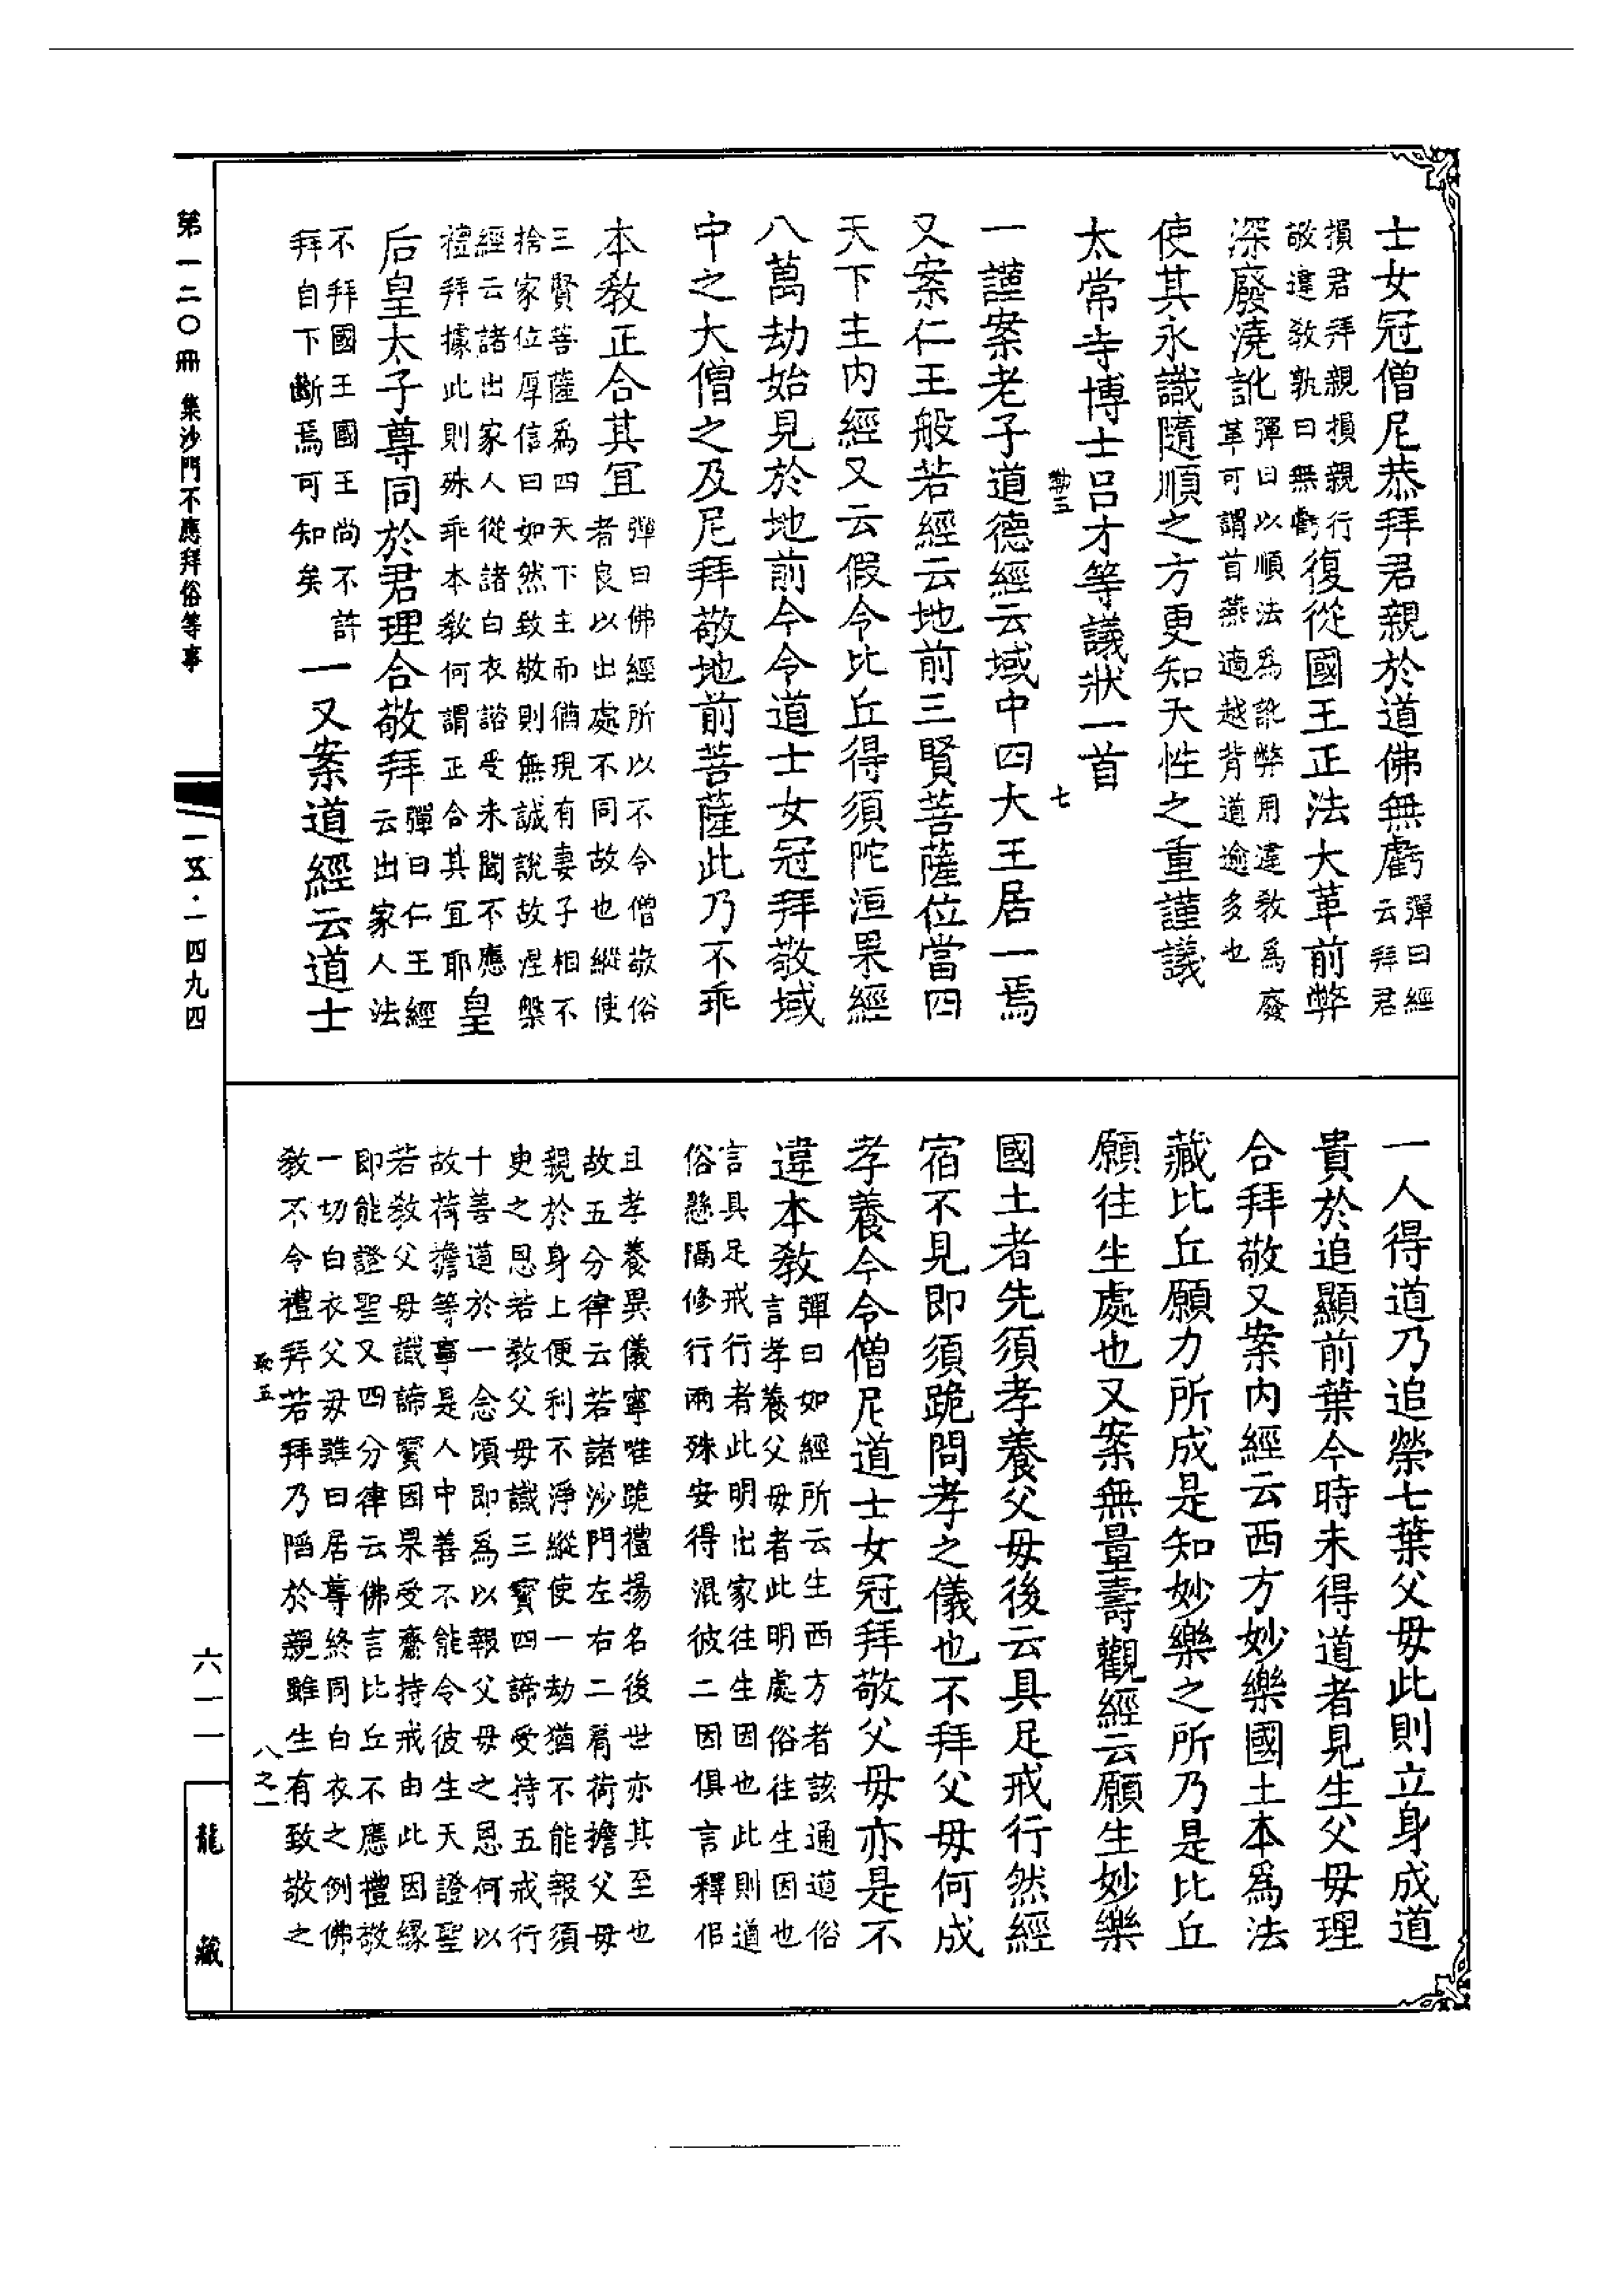 士女冠僧尼恭拜君親於道佛無虧彈曰經云拜君
損君拜親損親行敬違教孰曰無虧復從國王正法大革前弊
深廢澆訛彈曰以順法為訛弊用違教為廢革可謂首燕適越背道逾多也
使其永識隨順之方更知天性之重謹議
太常寺博士呂才等議狀一首
七
一謹案老子道德經云域中四大王居一焉
又案仁王般若經云地前三賢菩薩位當四
天下主內經又云假令比丘得須陀洹果經
八萬劫始見於地前今令道士女冠拜敬域
中之大僧之及尼拜敬地前菩薩此乃不乖
本教正合其宜彈曰佛經所以不令僧敬俗者良以出處不同故也縱使
三賢菩薩為四天下主而猶現有妻子相不捨家位厚信曰如然致敬則無誠說故涅槃
經云諸出家人從諸白衣諮受未聞不應禮拜據此則殊乖本教何謂正合其宜耶皇
后皇太子尊同於君理合敬拜彈曰仁王經云出家人法
不拜國王國王尚不許拜自下斷焉可知矣一又案道經云道士
一人得道乃追榮七葉父母此則立身成道
貴於追顯前葉今時未得道者見生父母理
合拜敬又案內經云西方妙樂國土本為法
藏比丘願力所成是知妙樂之所乃是比丘
願往生處也又案無量壽觀經云願生妙樂
國土者先須孝養父母後云具足戒行然經
宿不見即須跪問孝之儀也不拜父母何成
孝養今令僧尼道士女冠拜敬父母亦是不
違本教彈曰如經所云生西方者該通道俗言孝養父母者此明處俗往生因也
言具足戒行者此明出家往生因也此則道俗懸隔修行兩殊安得混彼二因俱言釋侶
且孝養異儀寧唯跪禮揚名後世亦其至也故五分律云若諸沙門左右二肩荷擔父母
親於身上便利不淨縱使一劫猶不能報須臾之恩若教父母識三寶四諦受持五戒行
十善道於一念頃即為以報父母之恩何以故荷擔等事是人中善不能令彼生天證聖
若教父母識諦寶因果受齋持戒由此因緣即能證聖又四分律云佛言比丘不應禮敬
一切白衣父母雖曰居尊終同白衣之例佛教不令禮拜若拜乃陷於親雖生有致敬之
八之一
第一二〇冊 集沙門不應拜俗等事
一五·一四九四
六一一
龍藏